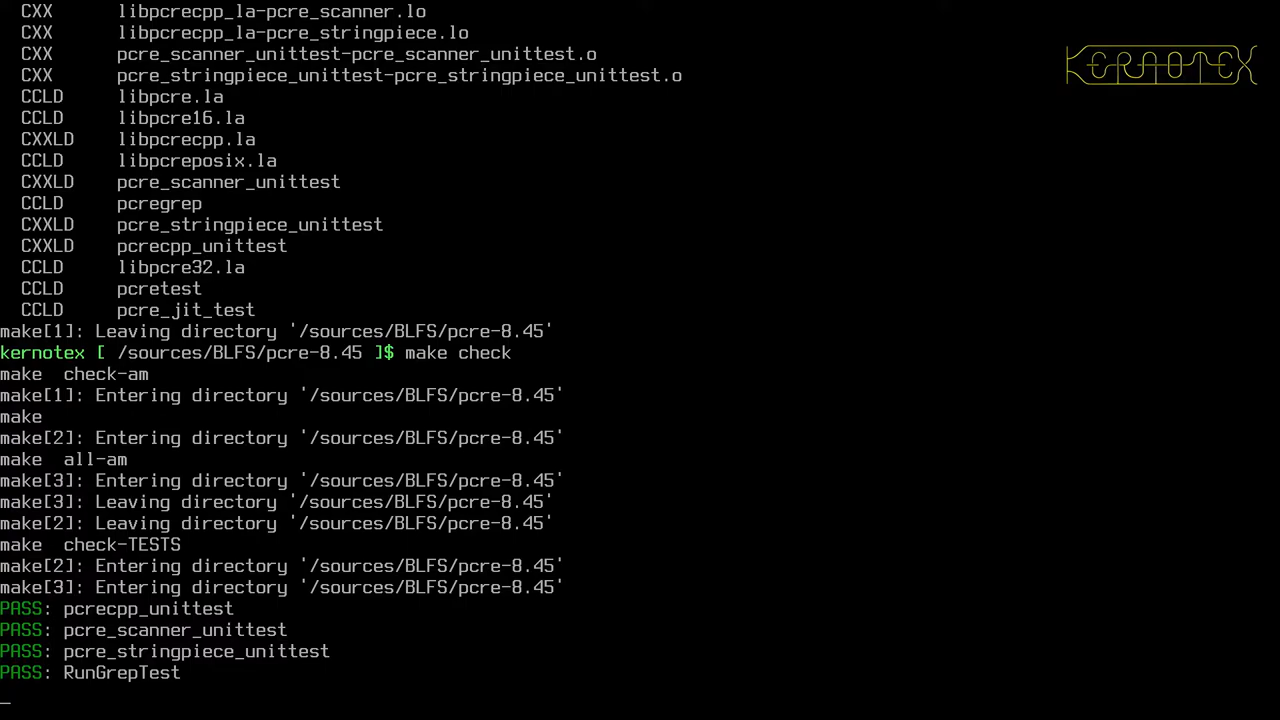 CXX      libpcrecpp_la-pcre_scanner.lo
CXX      libpcrecpp_la-pcre_stringpiece.lo
CXX      pcre_scanner_unittest-pcre_scanner_unittest.o
CXX      pcre_stringpiece_unittest-pcre_stringpiece_unittest.o
CCLD     libpcre.la
CCLD     libpcre16.la
CXXLD    libpcrecpp.la
CCLD     libpcreposix.la
CXXLD    pcre_scanner_unittest
CCLD     pcregrep
CXXLD    pcre_stringpiece_unittest
CXXLD    pcrecpp_unittest
CCLD     libpcre32.la
CCLD     pcretest
CCLD     pcre_jit_test
make[1]: Leaving directory '/sources/BLFS/pcre-8.45'
kernotex [ /sources/BLFS/pcre-8.45 ]$ make check
make  check-am
make[1]: Entering directory '/sources/BLFS/pcre-8.45'
make
make[2]: Entering directory '/sources/BLFS/pcre-8.45'
make  all-am
make[3]: Entering directory '/sources/BLFS/pcre-8.45'
make[3]: Leaving directory '/sources/BLFS/pcre-8.45'
make[2]: Leaving directory '/sources/BLFS/pcre-8.45'
make  check-TESTS
make[2]: Entering directory '/sources/BLFS/pcre-8.45'
make[3]: Entering directory '/sources/BLFS/pcre-8.45'
PASS: pcrecpp_unittest
PASS: pcre_scanner_unittest
PASS: pcre_stringpiece_unittest
PASS: RunGrepTest
KERNOTEX